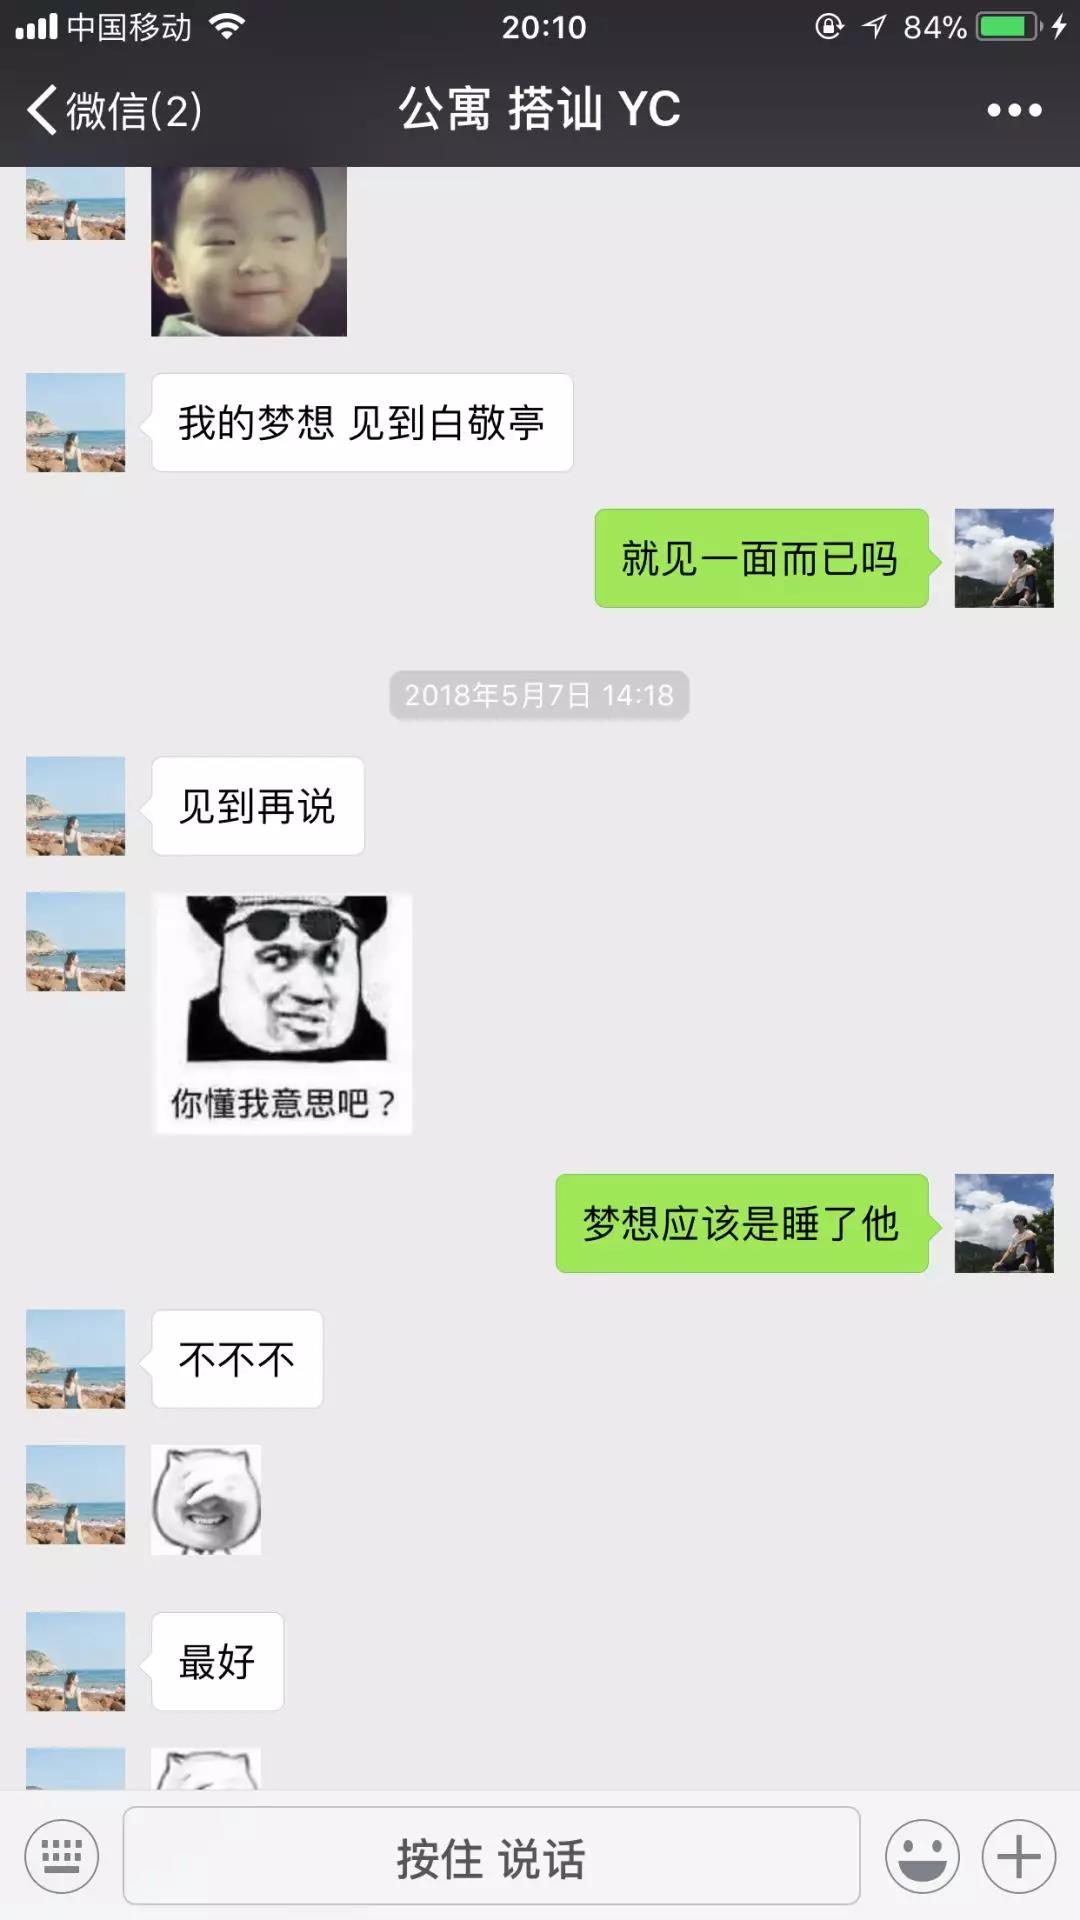 中国移动 20:10 84%
微信(2) 公寓 搭讪 YC
我的梦想 见到白敬亭
就见一面而已吗
2018年5月7日 14:18
见到再说
你懂我意思吧？
梦想应该是睡了他
不不不
最好
按住 说话